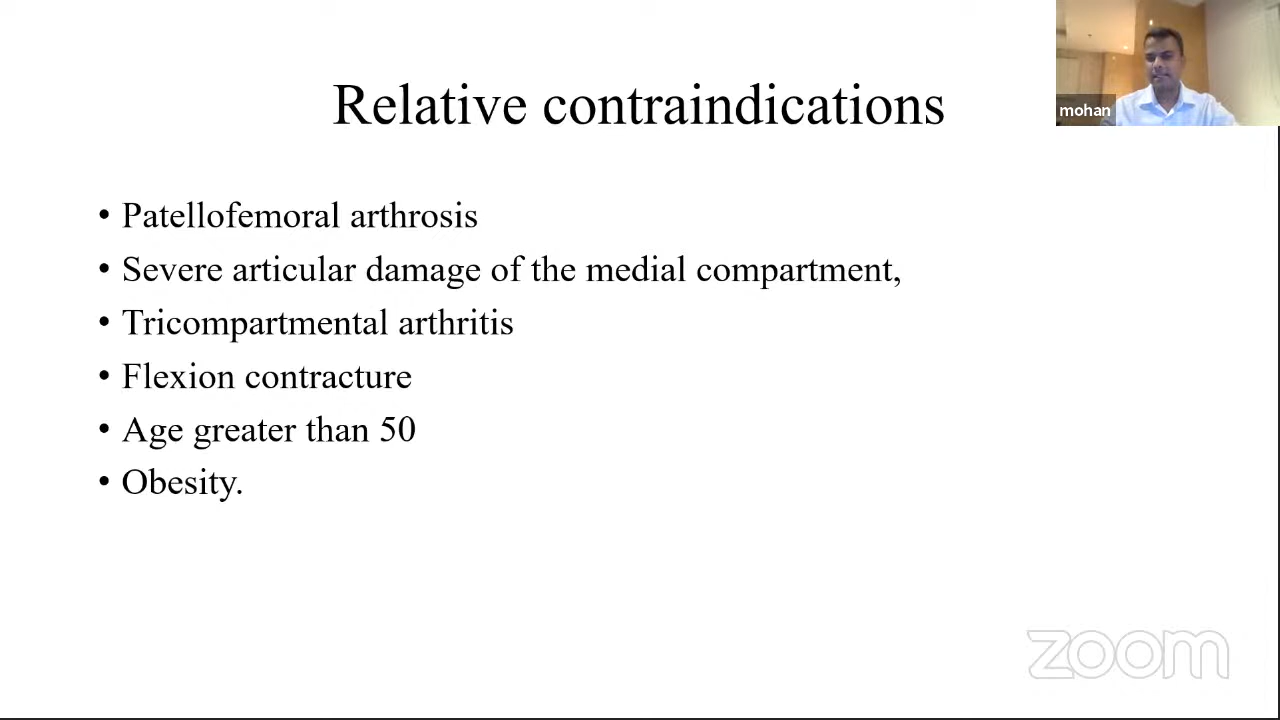 Relative contraindications
mohan
• Patellofemoral arthrosis
• Severe articular damage of the medial compartment,
• Tricompartmental arthritis
• Flexion contracture
• Age greater than 50
• Obesity.
zoom